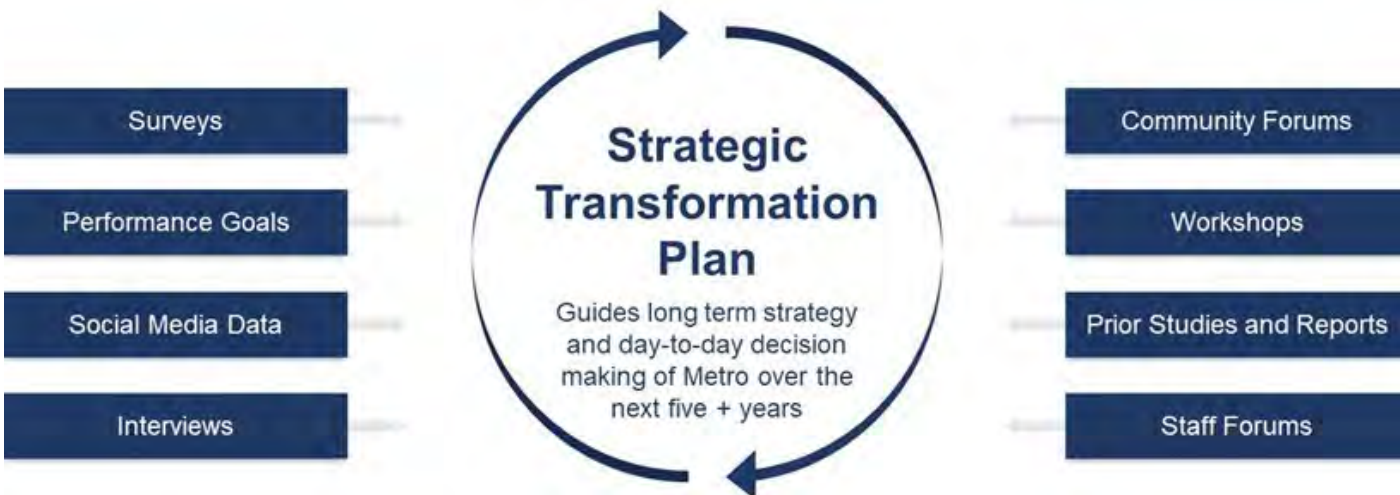 Surveys
Performance Goals
Social Media Data
Interviews
Strategic
Transformation
Plan
Guides long term strategy
and day-to-day decision
making of Metro over the
next five + years
Community Forums
Workshops
Prior Studies and Reports
Staff Forums